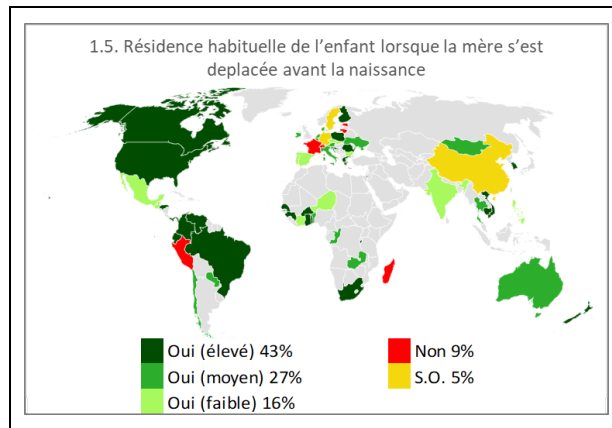 1.5. Résidence habituelle de l'enfant lorsque la mère s'est
deplacée avant la naissance
Oui (élevé) 43%
Oui (moyen) 27%
Oui (faible) 16%
Non 9%
S.O. 5%